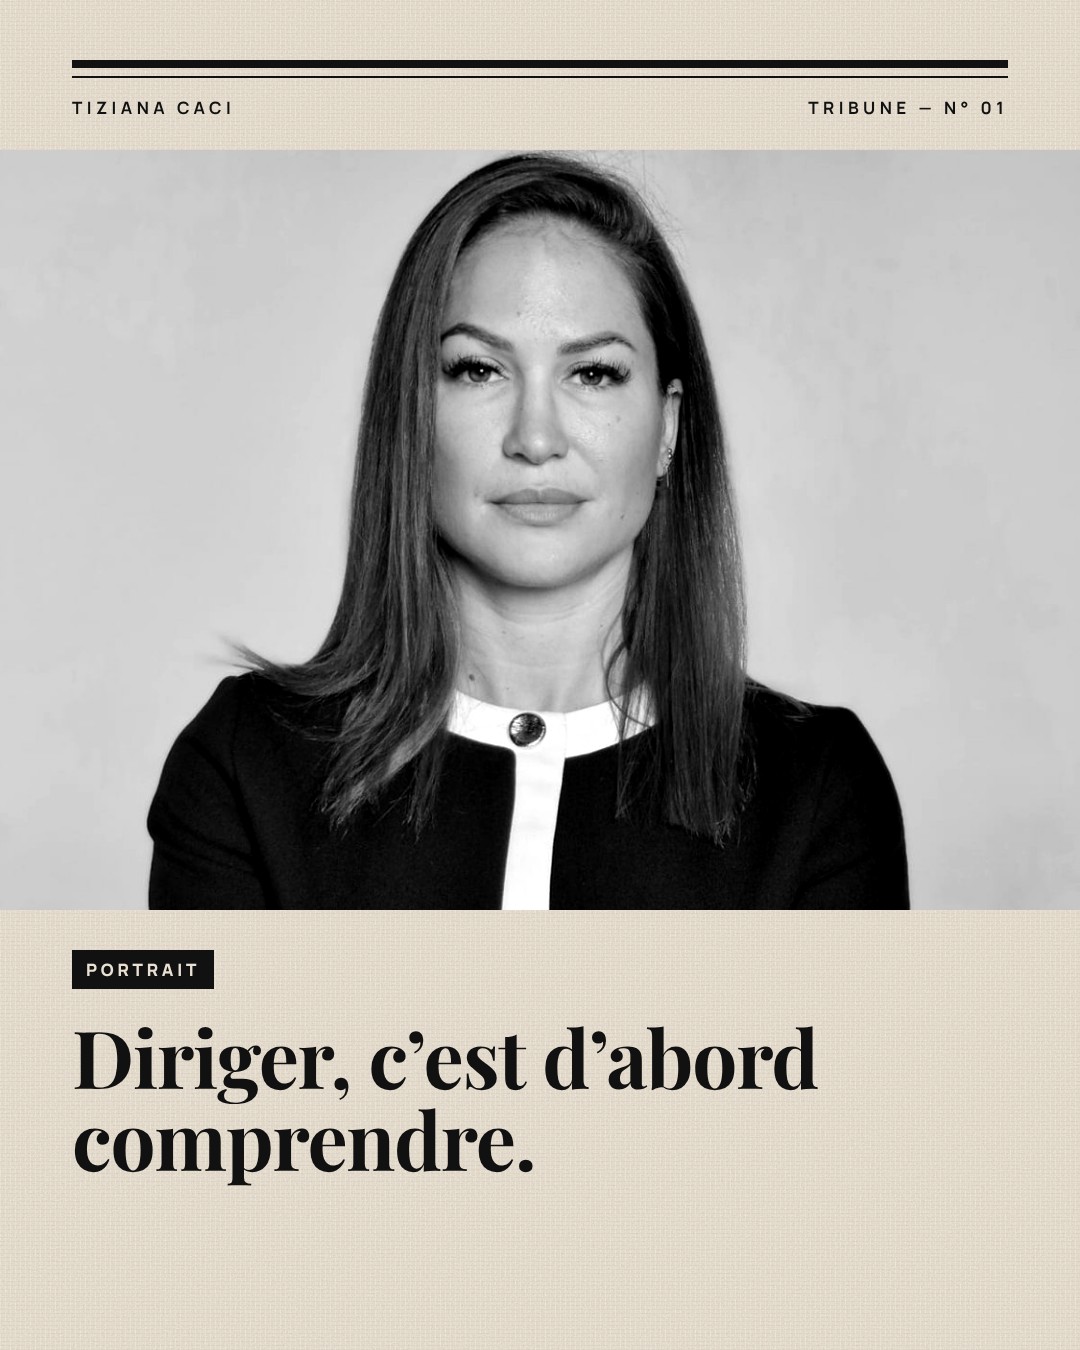 TIZIANA CACI
TRIBUNE — N° 01
PORTRAIT
Diriger, c’est d’abord
comprendre.